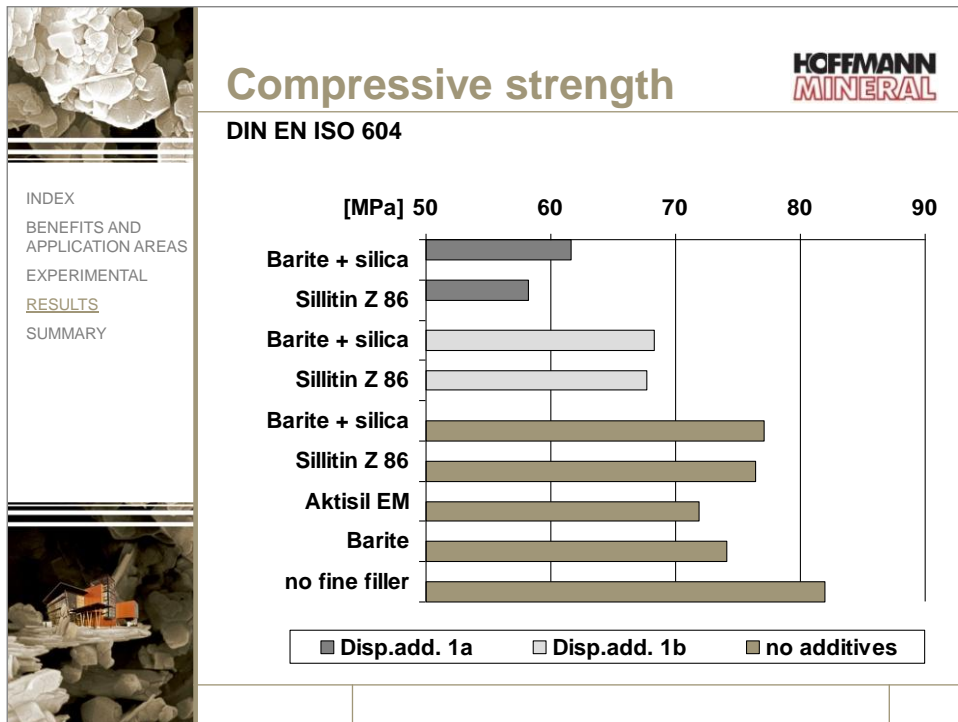 Compressive strength
HOFFMANN
MINERAL
DIN EN ISO 604
INDEX
BENEFITS AND
APPLICATION AREAS
EXPERIMENTAL
RESULTS
SUMMARY
[MPa] 50 60 70 80 90
Barite + silica
Sillitin Z 86
Barite + silica
Sillitin Z 86
Barite + silica
Sillitin Z 86
Aktisil EM
Barite
no fine filler
Disp.add. 1a Disp.add. 1b no additives